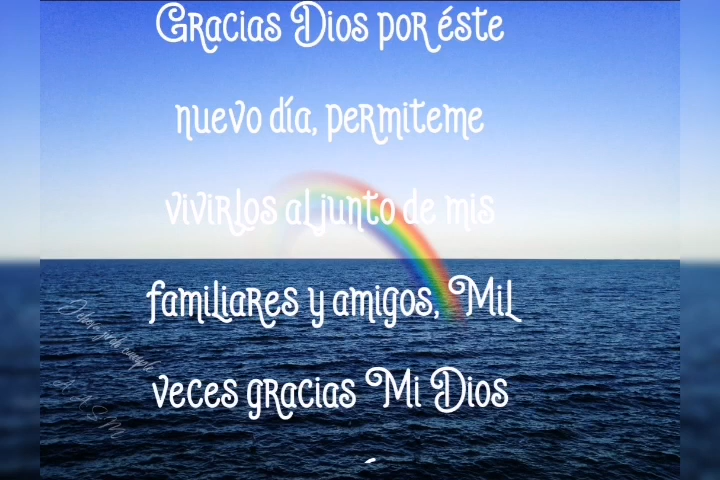 Gracias Dios por éste
nuevo día, permiteme
vivirlos al junto de mis
familiares y amigos, Mil
veces gracias Mi Dios